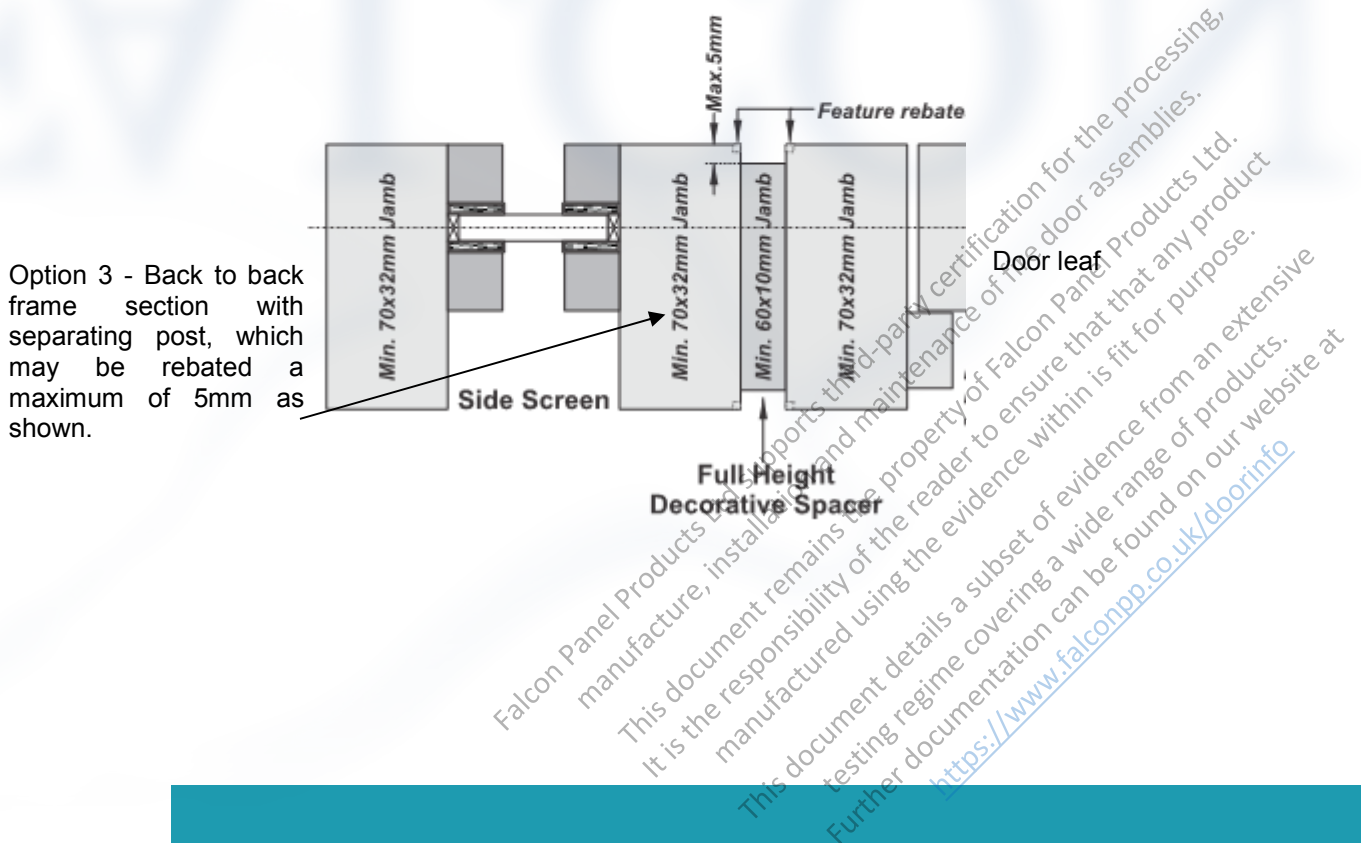 FALCON
Max.5mm
Feature rebate
Min. 70x32mm Jamb
Min. 70x32mm Jamb
Min. 60x10mm Jamb
Min. 70x32mm Jamb
Door leaf
Option 3 - Back to back
frame section with
separating post, which
may be rebated a
maximum of 5mm as
shown.
Side Screen
Full Height
Decorative Spacer
Falcon Panel Products Ltd supports third-party certification for the processing,
manufacture, installation and maintenance of fire door assemblies.
This document remains the property of Falcon Panel Products Ltd.
It is the responsibility of the reader to ensure that that any product
manufactured using the evidence within is fit for purpose.
This document details a subset of evidence from an extensive
testing regime covering a wide range of products.
Further documentation can be found on our website at
https://www.falconpp.co.uk/doorinfo